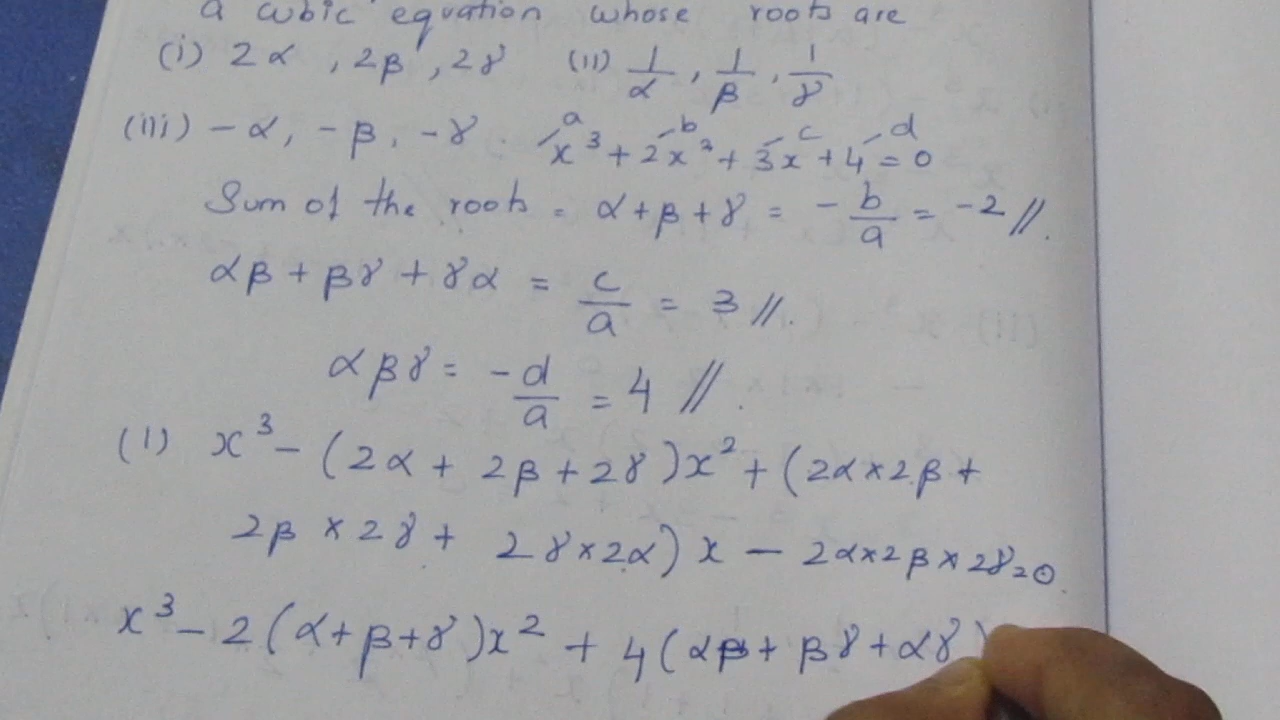 a cubic equation whose roots are
(i) 2α, 2β, 2γ (ii) 1/α, 1/β, 1/γ
(iii) -α, -β, -γ. x³ + 2x² + 3x + 4 = 0 a b c d
Sum of the roots = α+β+γ = -b/a = -2 //.
αβ + βγ + γα = c/a = 3 //.
αβγ = -d/a = 4 //.
(i) x³ - (2α + 2β + 2γ)x² + (2α×2β +
2β × 2γ + 2γ×2α) x - 2α×2β×2γ=0
x³ - 2(α+β+γ)x² + 4(αβ + βγ + αγ)